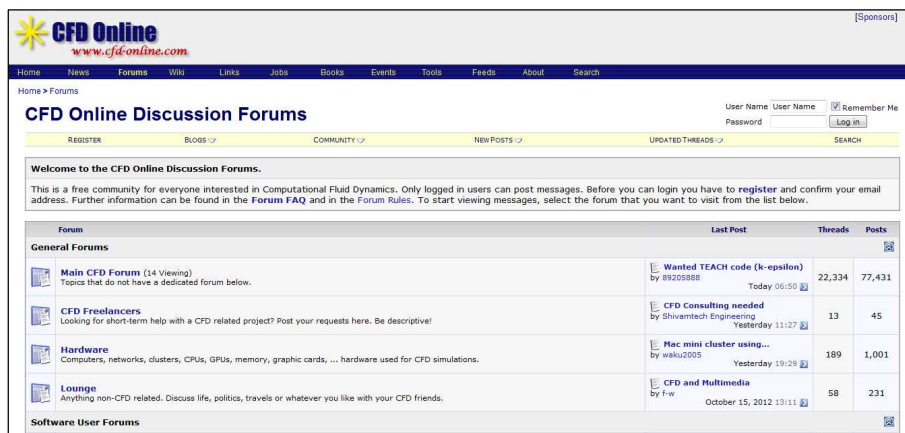 [Sponsors]
CFD Online
www.cfd-online.com
Home News Forums Wiki Links Jobs Books Events Tools Feeds About Search
Home > Forums
CFD Online Discussion Forums
User Name User Name Remember Me
Password Log in
REGISTER BLOGS COMMUNITY NEW POSTS UPDATED THREADS SEARCH
Welcome to the CFD Online Discussion Forums.
This is a free community for everyone interested in Computational Fluid Dynamics. Only logged in users can post messages. Before you can login you have to register and confirm your email
address. Further information can be found in the Forum FAQ and in the Forum Rules. To start viewing messages, select the forum that you want to visit from the list below.
Forum Last Post Threads Posts
General Forums
Main CFD Forum (14 Viewing)
Topics that do not have a dedicated forum below.
Wanted TEACH code (k-epsilon)
by 89205888
Today 06:50
22,334 77,431
CFD Freelancers
Looking for short-term help with a CFD related project? Post your requests here. Be descriptive!
CFD Consulting needed
by Shivamtech Engineering
Yesterday 11:27
13 45
Hardware
Computers, networks, clusters, CPUs, GPUs, memory, graphic cards, ... hardware used for CFD simulations.
Mac mini cluster using...
by waku2005
Yesterday 19:29
189 1,001
Lounge
Anything non-CFD related. Discuss life, politics, travels or whatever you like with your CFD friends.
CFD and Multimedia
by f-w
October 15, 2012 13:11
58 231
Software User Forums